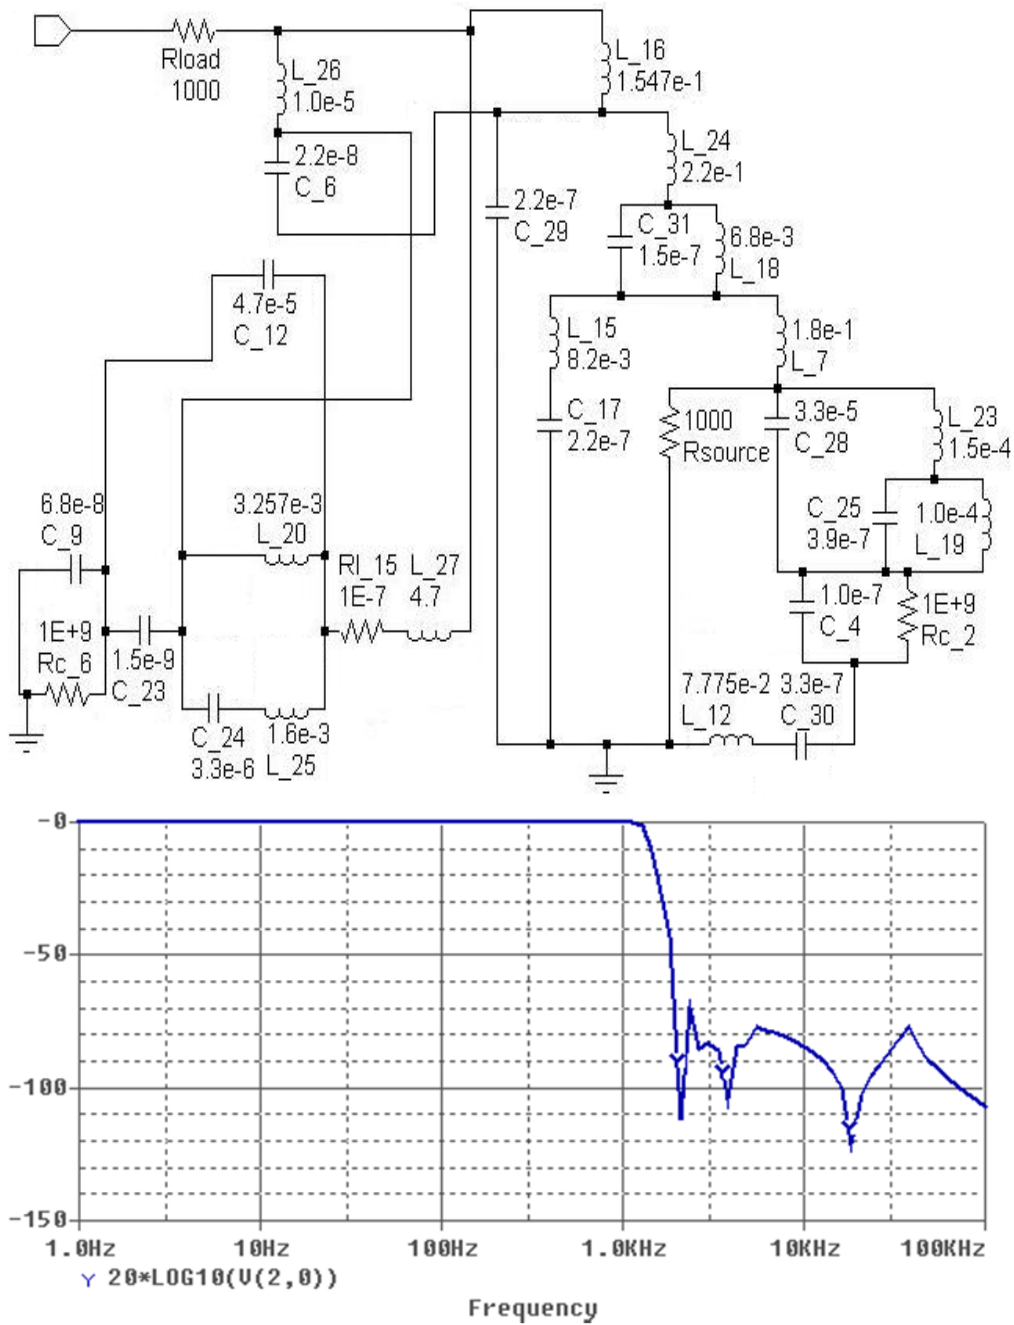 Rload
1000
L_26
1.0e-5
2.2e-8
C_6
L_16
1.547e-1
L_24
2.2e-1
2.2e-7
C_29
C_31
1.5e-7
6.8e-3
L_18
4.7e-5
C_12
L_15
8.2e-3
1.8e-1
L_7
C_17
2.2e-7
1000
Rsource
3.3e-5
C_28
L_23
1.5e-4
C_25
3.9e-7
1.0e-4
L_19
6.8e-8
C_9
3.257e-3
L_20
Rl_15
1E-7
L_27
4.7
1.0e-7
C_4
1E+9
Rc_2
1E+9
Rc_6
1.5e-9
C_23
C_24
3.3e-6
1.6e-3
L_25
7.775e-2
L_12
3.3e-7
C_30
-0
-50
-100
-150
1.0Hz 10Hz 100Hz 1.0KHz 10KHz 100KHz
20*LOG10(V(2,0))
Frequency